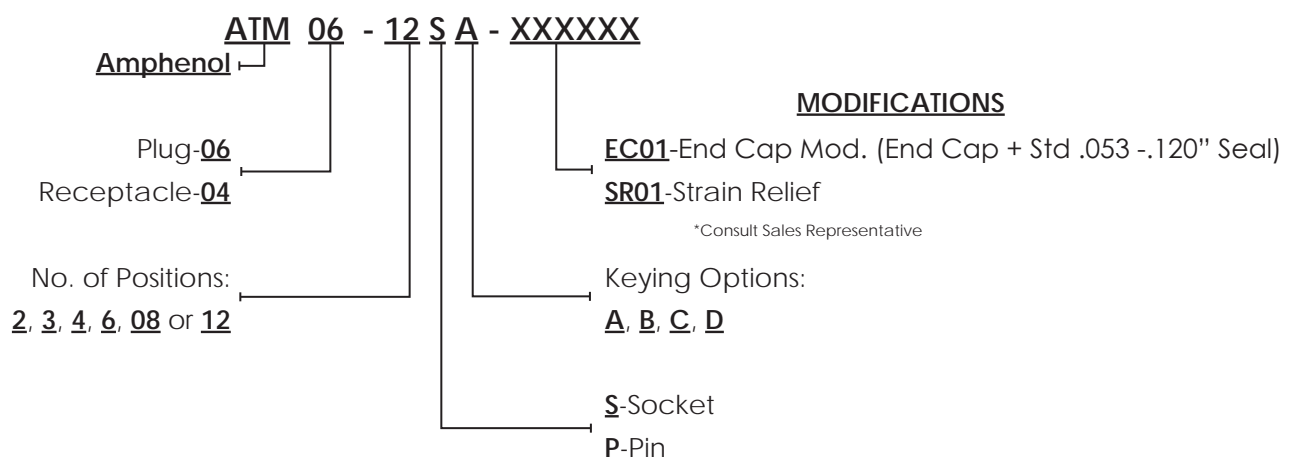 ATM 06 - 12 S A - XXXXXX
Amphenol
MODIFICATIONS
Plug-06
Receptacle-04
EC01-End Cap Mod. (End Cap + Std .053 -.120” Seal)
SR01-Strain Relief
*Consult Sales Representative
No. of Positions:
2, 3, 4, 6, 08 or 12
Keying Options:
A, B, C, D
S-Socket
P-Pin